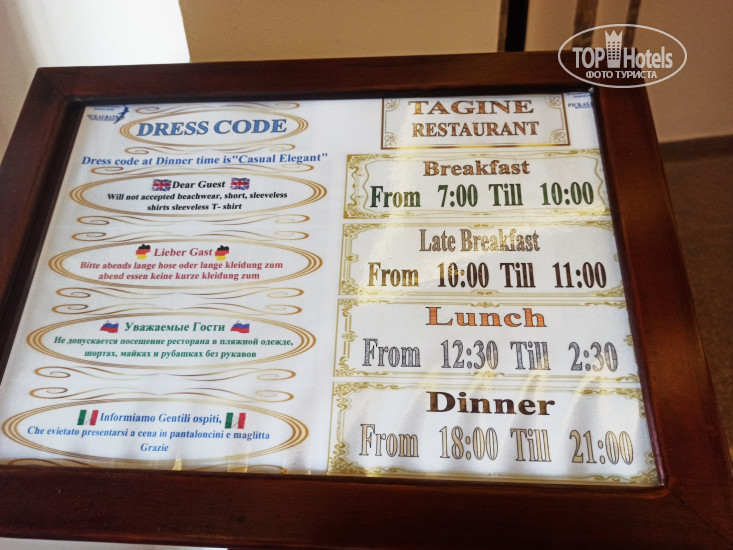 TOP Hotels
ФОТО ТУРИСТА
DRESS CODE
Dress code at Dinner time is"Casual Elegant"
Dear Guest
Will not accepted beachwear, short, sleeveless
shirts sleeveless T- shirt
Lieber Gast
Bitte abends lange hose oder lange kleidung zum
abend essen keine kurze kleidung zum
Уважаемые Гости
Не допускается посещение ресторана в пляжной одежде,
шортах, майках и рубашках без рукавов
Informiamo Gentili ospiti,
Che evietato presentarsi a cena in pantaloncini e maglitta
Grazie
TAGINE
RESTAURANT
Breakfast
From 7:00 Till 10:00
Late Breakfast
From 10:00 Till 11:00
Lunch
From 12:30 Till 2:30
Dinner
From 18:00 Till 21:00